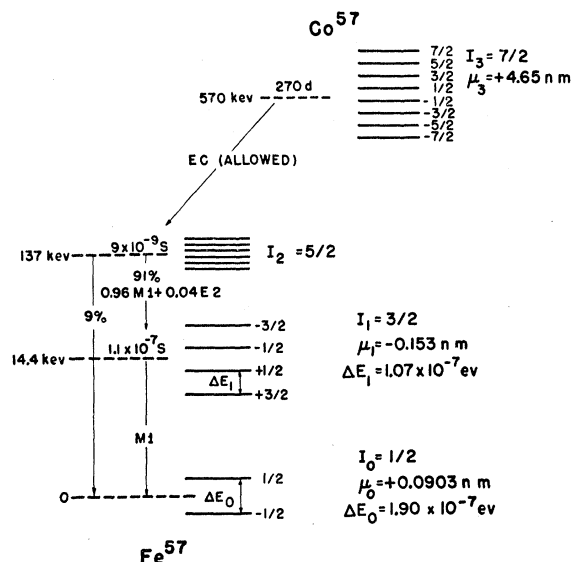 Co⁵⁷
7/2
5/2
3/2
1/2
-1/2
-3/2
-5/2
-7/2
I₃ = 7/2
μ₃ = +4.65 n m
270 d
570 kev
EC (ALLOWED)
9 x 10⁻⁹ S
137 kev
I₂ = 5/2
91%
0.96 M1 + 0.04 E 2
9%
-3/2
-1/2
+1/2
+3/2
I₁ = 3/2
μ₁ = -0.153 n m
ΔE₁ = 1.07 x 10⁻⁷ ev
1.1 x 10⁻⁷ S
14.4 kev
ΔE₁
M1
1/2
-1/2
I₀ = 1/2
μ₀ = +0.0903 n m
ΔE₀ = 1.90 x 10⁻⁷ ev
0
ΔE₀
Fe⁵⁷